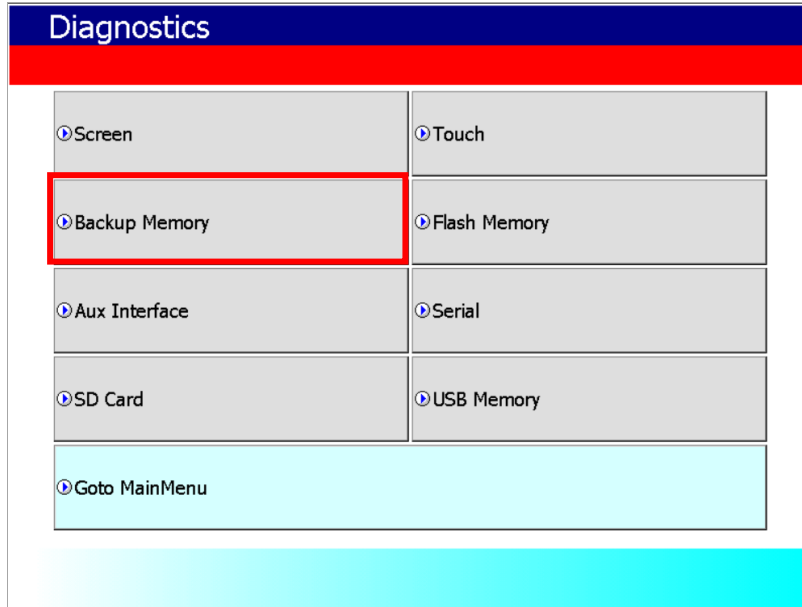 Diagnostics
Screen
Touch
Backup Memory
Flash Memory
Aux Interface
Serial
SD Card
USB Memory
Goto MainMenu